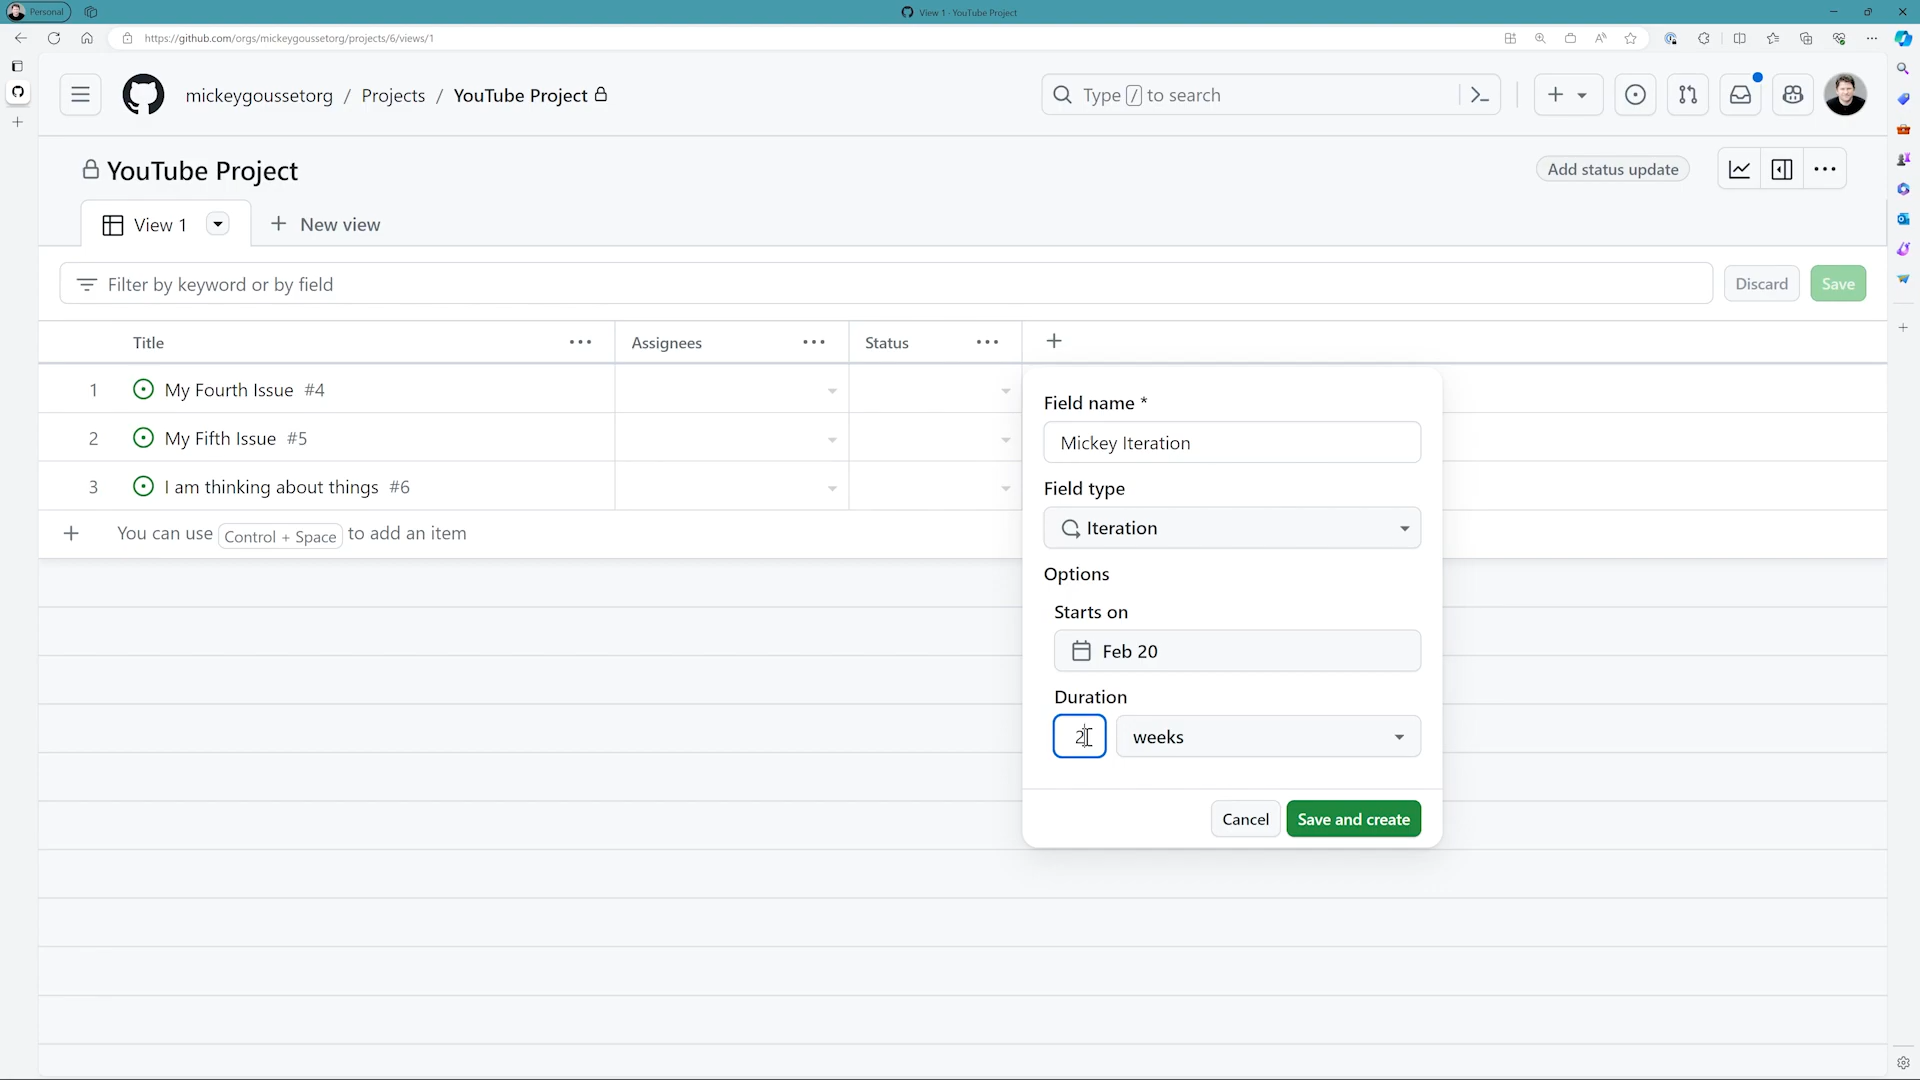 Personal
View 1 · YouTube Project
https://github.com/orgs/mickeygoussetorg/projects/6/views/1
mickeygoussetorg / Projects / YouTube Project
Type / to search
YouTube Project
Add status update
View 1
New view
Filter by keyword or by field
Discard
Save
Title
Assignees
Status
1 My Fourth Issue #4
2 My Fifth Issue #5
3 I am thinking about things #6
You can use Control + Space to add an item
Field name *
Mickey Iteration
Field type
Iteration
Options
Starts on
Feb 20
Duration
2 weeks
Cancel
Save and create